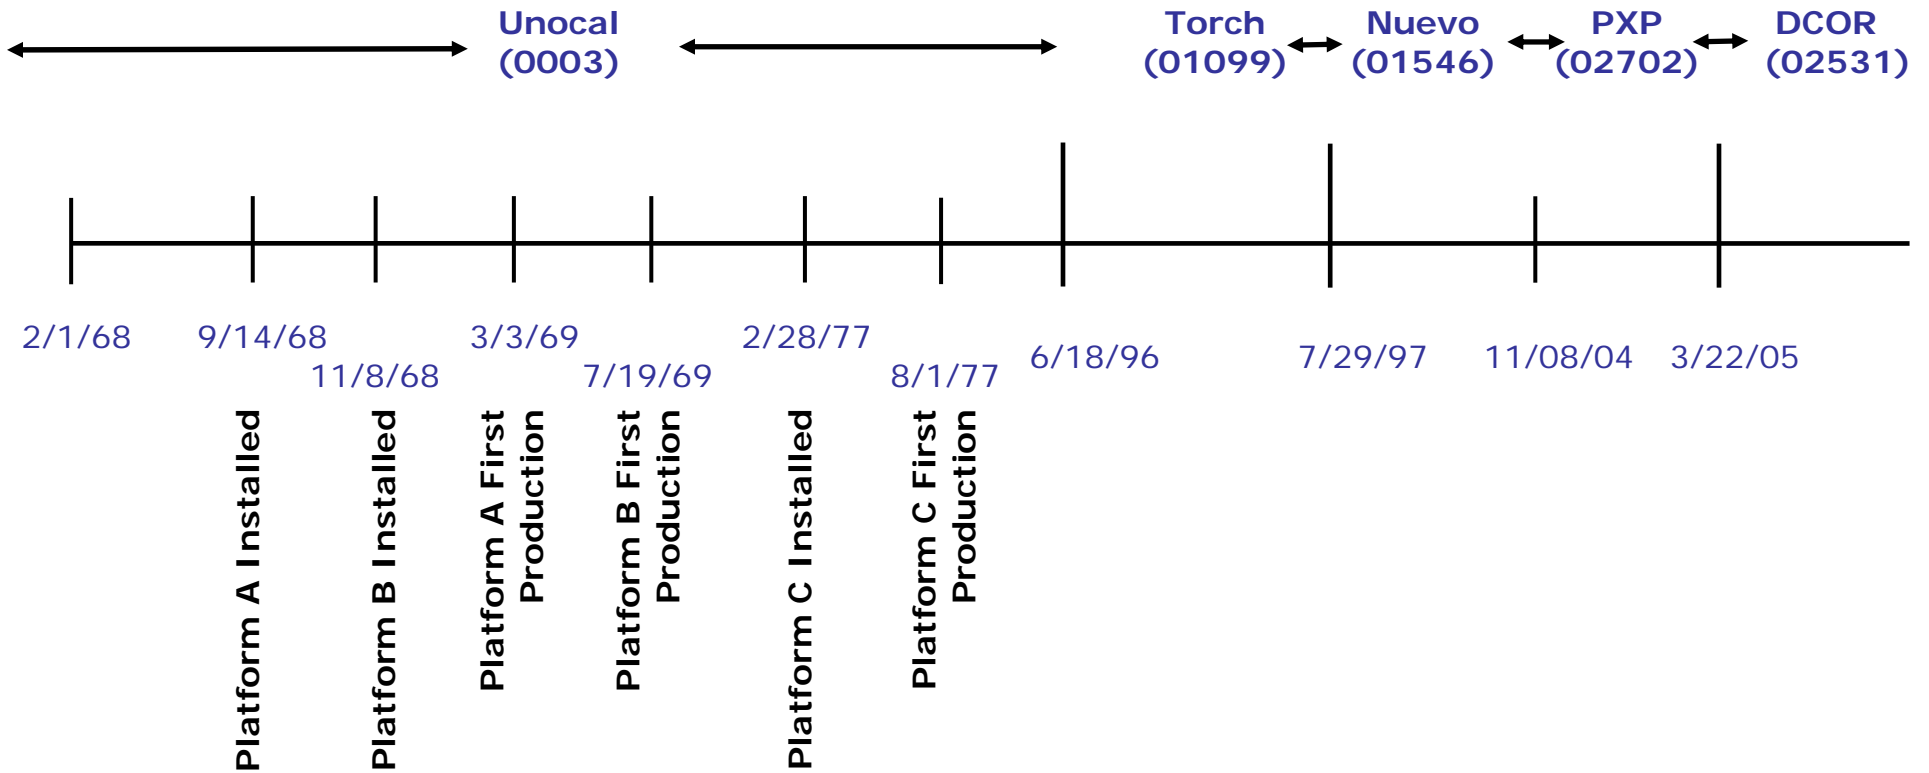 Unocal
(0003)
Torch
(01099)
Nuevo
(01546)
PXP
(02702)
DCOR
(02531)
2/1/68
9/14/68
11/8/68
3/3/69
7/19/69
2/28/77
8/1/77
6/18/96
7/29/97
11/08/04
3/22/05
Platform A Installed
Platform B Installed
Platform A First
Production
Platform B First
Production
Platform C Installed
Platform C First
Production